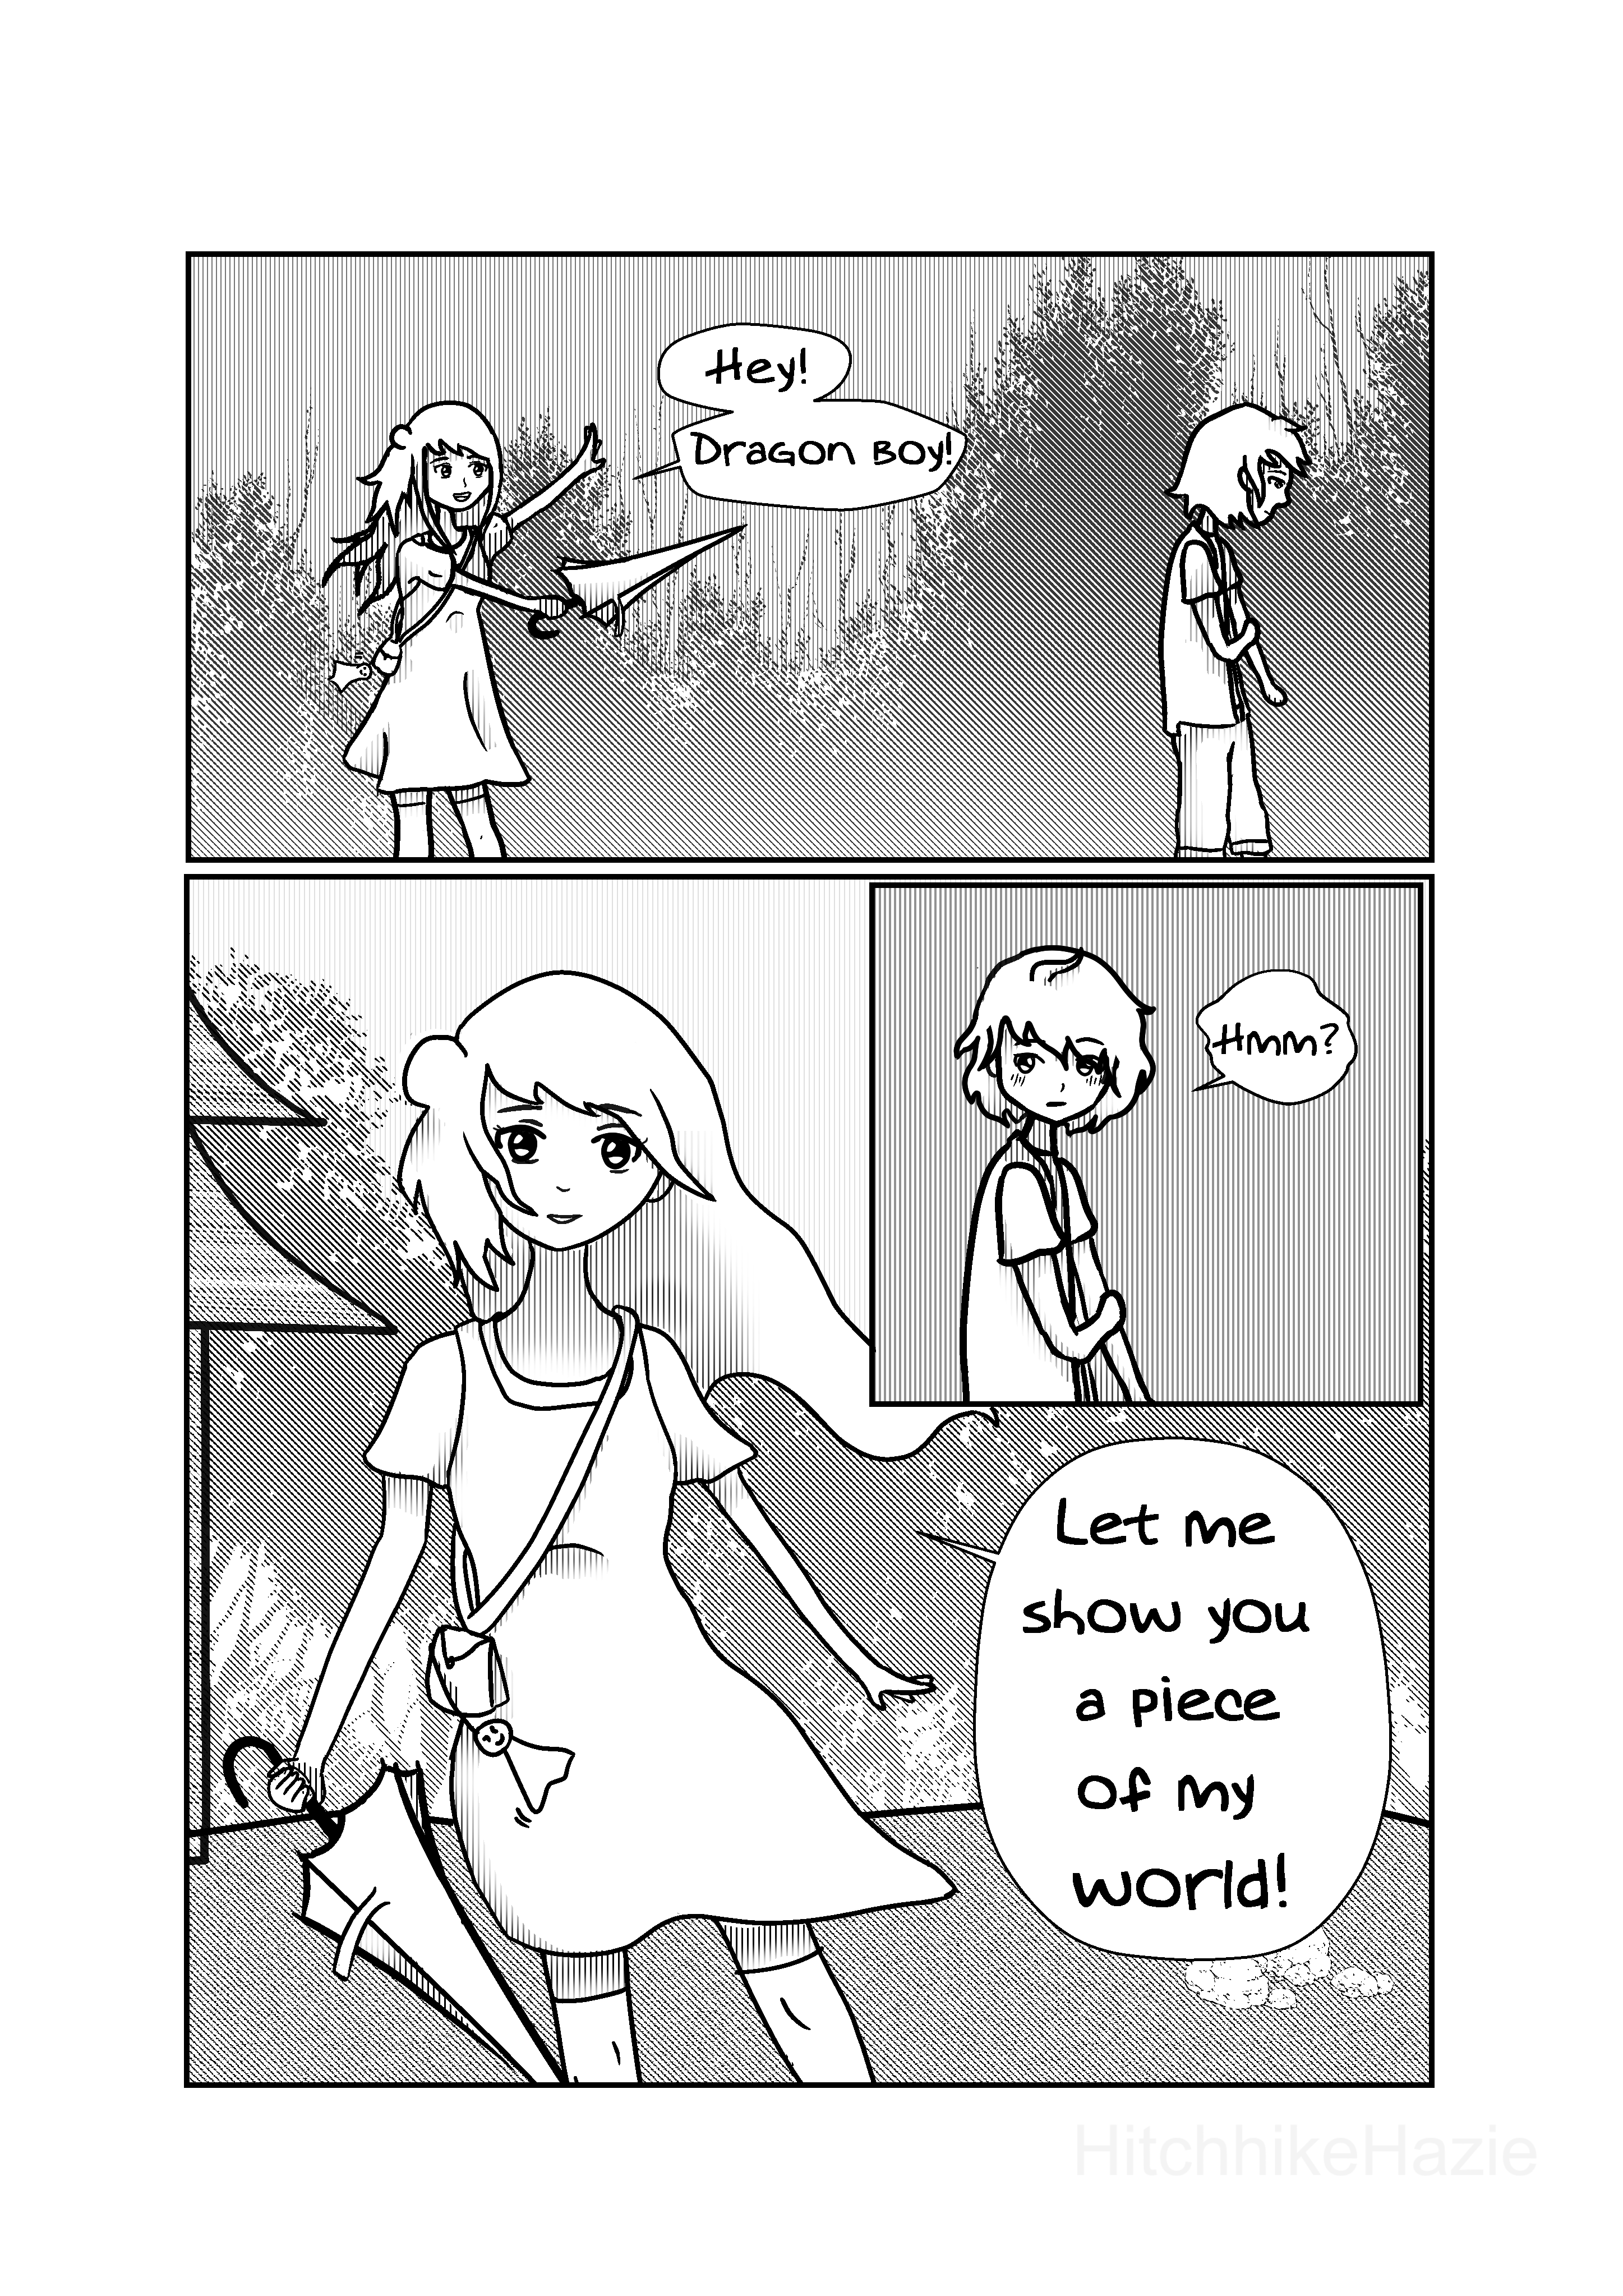 Hey!
Dragon Boy!
Hmm?
Let me
show you
a piece
of my
world!
HitchhikeHazie